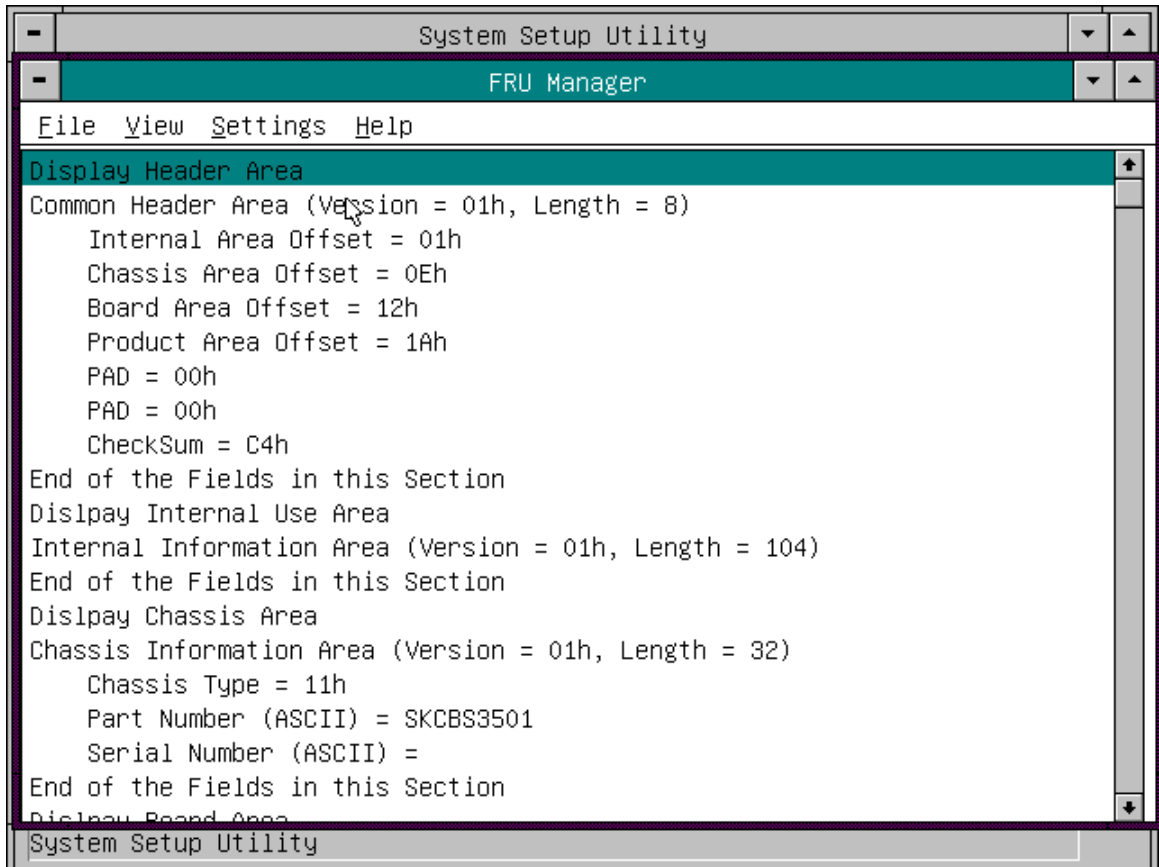 System Setup Utility
FRU Manager
File View Settings Help
Display Header Area
Common Header Area (Version = 01h, Length = 8)
Internal Area Offset = 01h
Chassis Area Offset = 0Eh
Board Area Offset = 12h
Product Area Offset = 1Ah
PAD = 00h
PAD = 00h
CheckSum = C4h
End of the Fields in this Section
Dislpay Internal Use Area
Internal Information Area (Version = 01h, Length = 104)
End of the Fields in this Section
Dislpay Chassis Area
Chassis Information Area (Version = 01h, Length = 32)
Chassis Type = 11h
Part Number (ASCII) = SKCBS3501
Serial Number (ASCII) =
End of the Fields in this Section
Dislpay Board Area
System Setup Utility